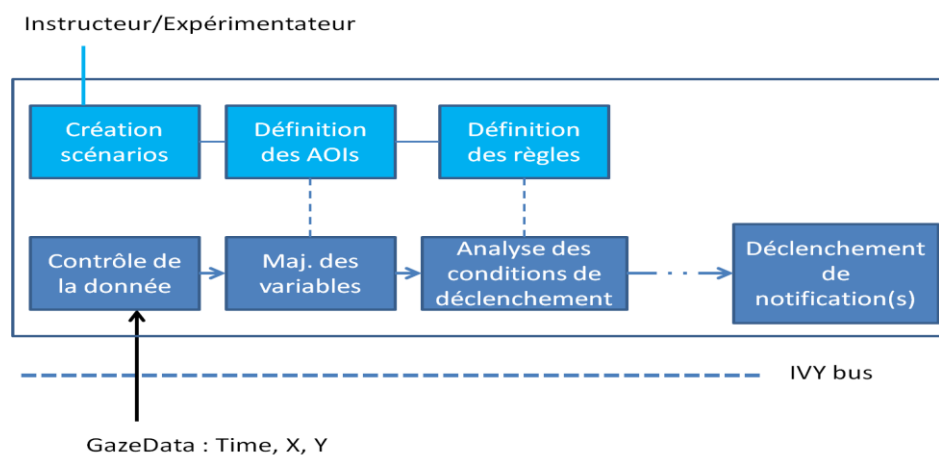 Instructeur/Expérimentateur
Création
scénarios
Définition
des AOIs
Définition
des règles
Contrôle de
la donnée
Maj. des
variables
Analyse des
conditions de
déclenchement
Déclenchement
de
notification(s)
IVY bus
GazeData : Time, X, Y